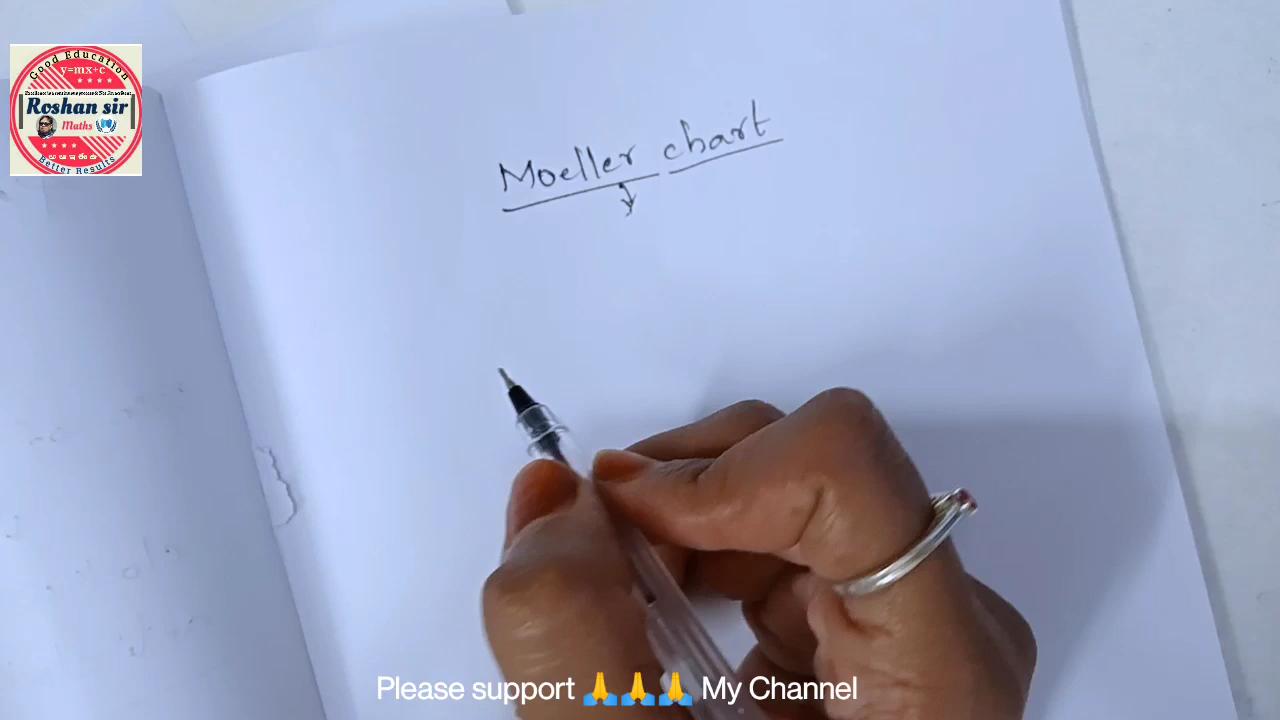 Good Education
y=mx+c
Roshan sir
Maths
Better Results
Moeller chart
Please support 🙏🙏🙏 My Channel